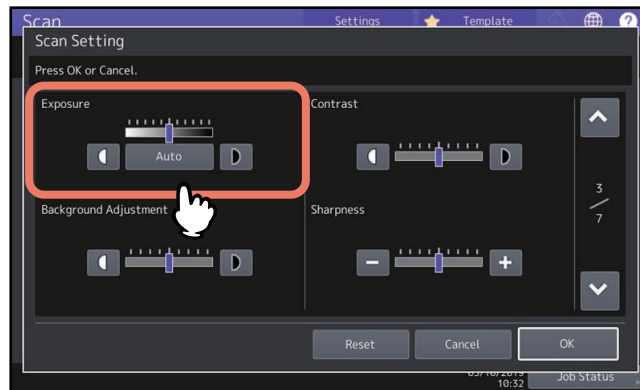 Scan
Settings
Template
?
Scan Setting
Press OK or Cancel.
Exposure
Auto
Contrast
Background Adjustment
Sharpness
3
7
Reset
Cancel
OK
10:32
Job Status